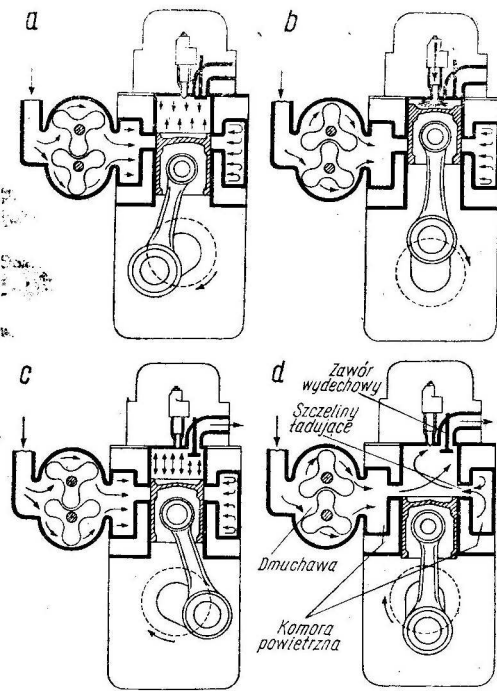 a
b
c
d
Zawór
wydechowy
Szczeliny
ładujące
Dmuchawa
Komora
powietrzna